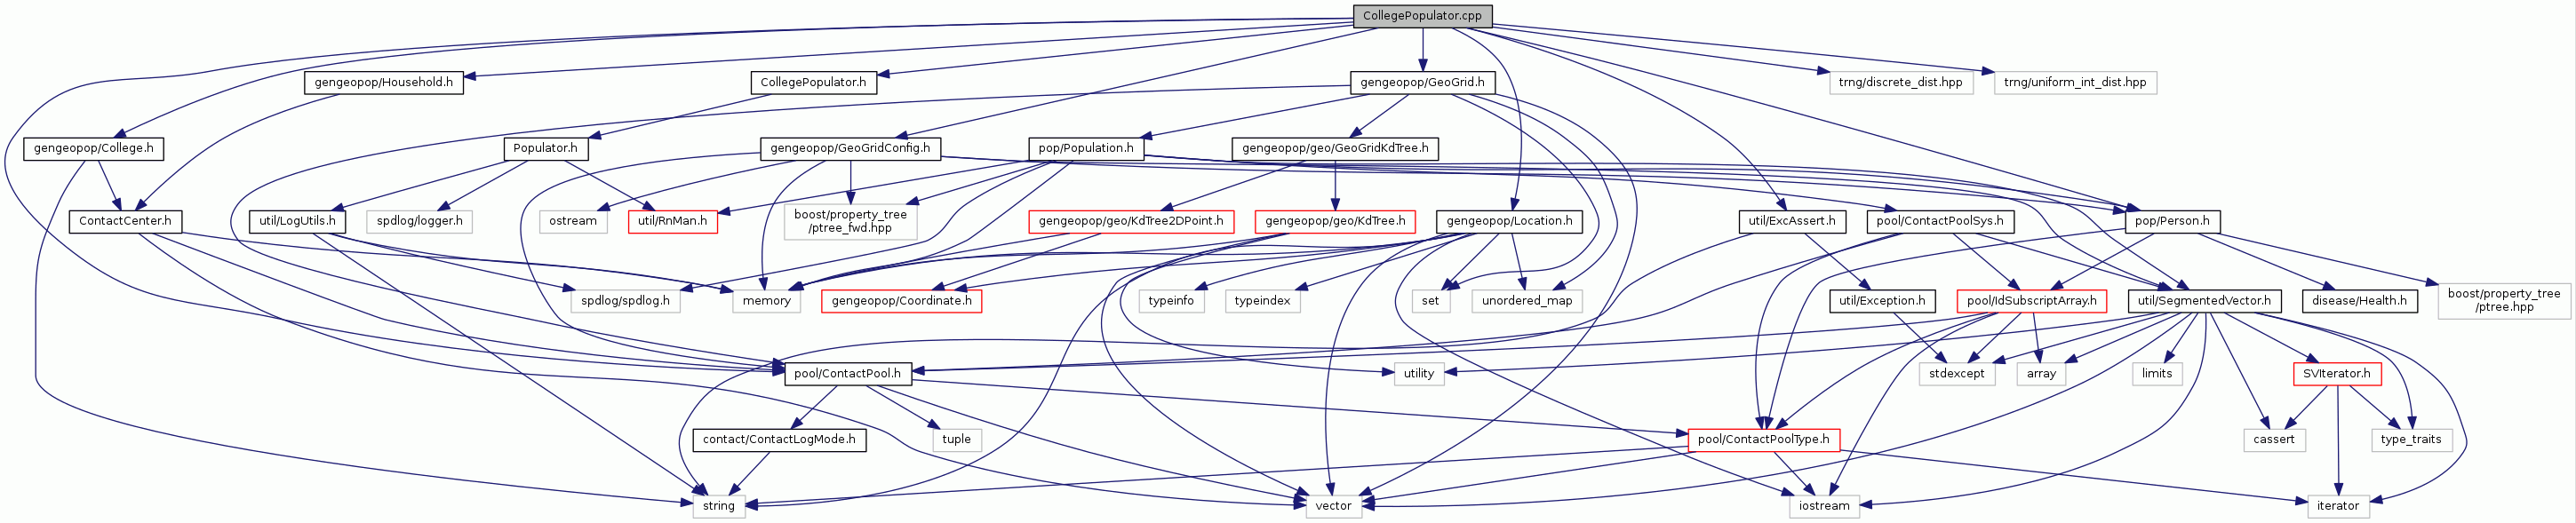 CollegePopulator.cpp
gengeopop/Household.h
CollegePopulator.h
gengeopop/GeoGrid.h
trng/discrete_dist.hpp
trng/uniform_int_dist.hpp
gengeopop/College.h
Populator.h
gengeopop/GeoGridConfig.h
pop/Population.h
gengeopop/geo/GeoGridKdTree.h
ContactCenter.h
util/LogUtils.h
spdlog/logger.h
ostream
util/RnMan.h
boost/property_tree
/ptree_fwd.hpp
gengeopop/geo/KdTree2DPoint.h
gengeopop/geo/KdTree.h
gengeopop/Location.h
util/ExcAssert.h
pool/ContactPoolSys.h
pop/Person.h
spdlog/spdlog.h
memory
gengeopop/Coordinate.h
typeinfo
typeindex
set
unordered_map
util/Exception.h
pool/IdSubscriptArray.h
util/SegmentedVector.h
disease/Health.h
boost/property_tree
/ptree.hpp
pool/ContactPool.h
utility
stdexcept
array
limits
SVIterator.h
contact/ContactLogMode.h
tuple
pool/ContactPoolType.h
cassert
type_traits
string
vector
iostream
iterator